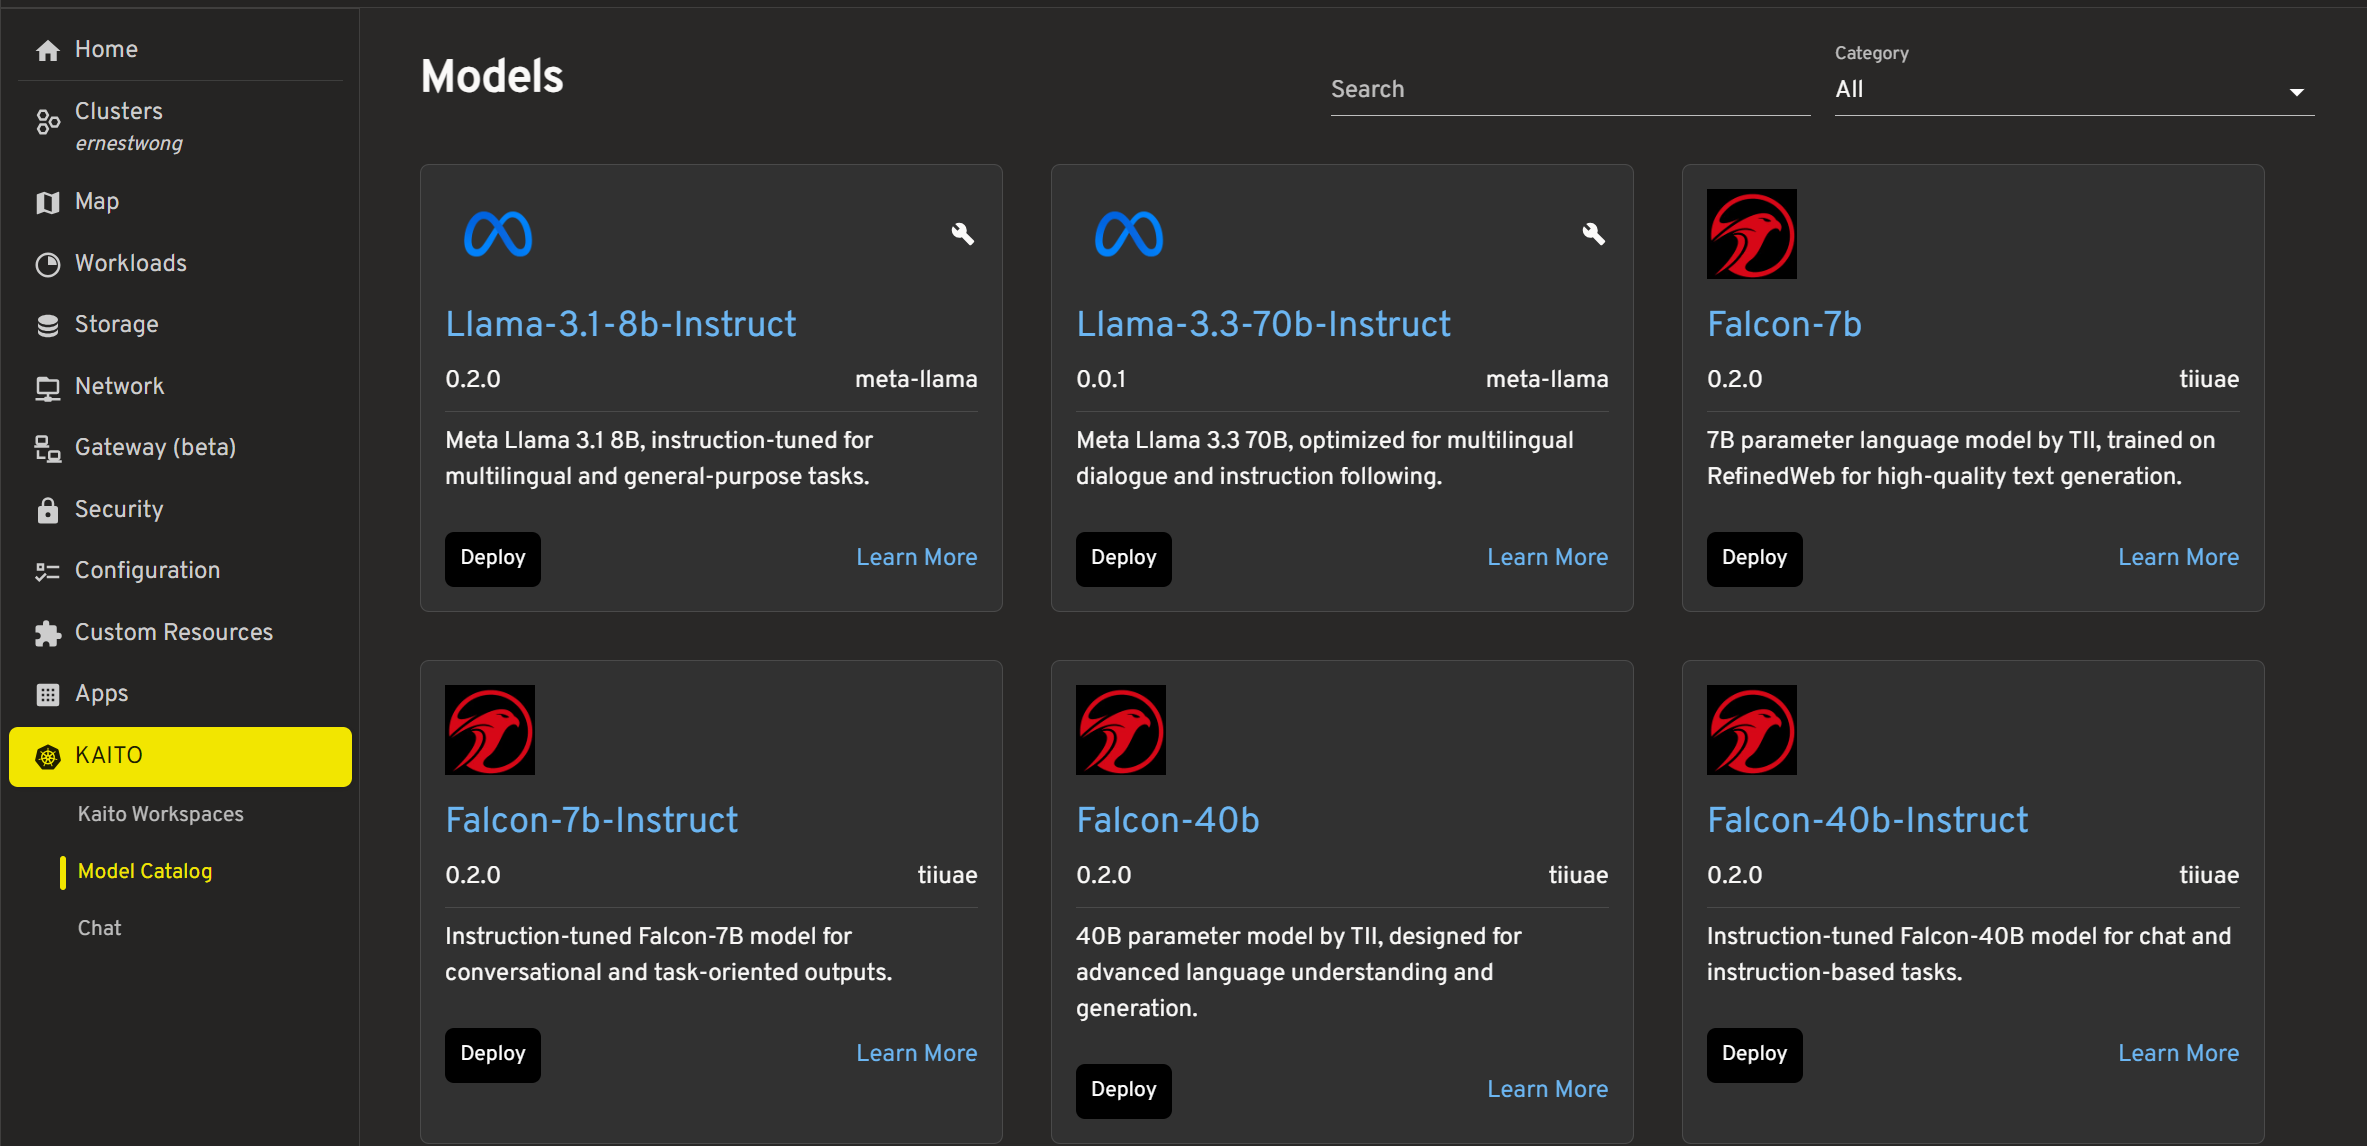 Home
Clusters
ernestwong
Map
Workloads
Storage
Network
Gateway (beta)
Security
Configuration
Custom Resources
Apps
KAITO
Kaito Workspaces
Model Catalog
Chat
Models
Search
Category
All
Llama-3.1-8b-Instruct
0.2.0 meta-llama
Meta Llama 3.1 8B, instruction-tuned for
multilingual and general-purpose tasks.
Deploy Learn More
Llama-3.3-70b-Instruct
0.0.1 meta-llama
Meta Llama 3.3 70B, optimized for multilingual
dialogue and instruction following.
Deploy Learn More
Falcon-7b
0.2.0 tiiuae
7B parameter language model by TII, trained on
RefinedWeb for high-quality text generation.
Deploy Learn More
Falcon-7b-Instruct
0.2.0 tiiuae
Instruction-tuned Falcon-7B model for
conversational and task-oriented outputs.
Deploy Learn More
Falcon-40b
0.2.0 tiiuae
40B parameter model by TII, designed for
advanced language understanding and
generation.
Deploy Learn More
Falcon-40b-Instruct
0.2.0 tiiuae
Instruction-tuned Falcon-40B model for chat and
instruction-based tasks.
Deploy Learn More